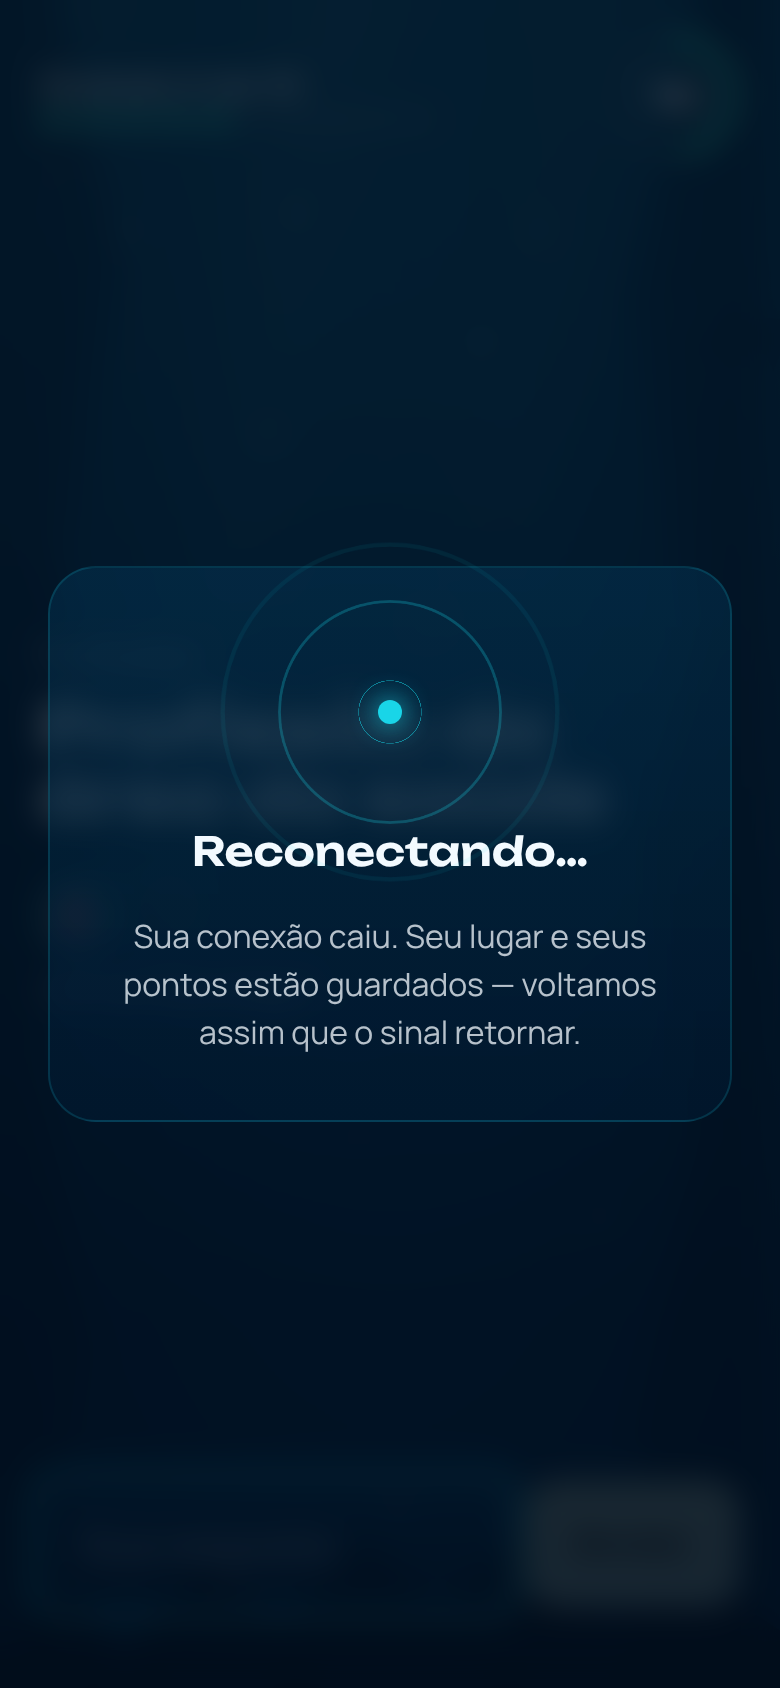 Reconectando...
Sua conexão caiu. Seu lugar e seus
pontos estão guardados — voltamos
assim que o sinal retornar.